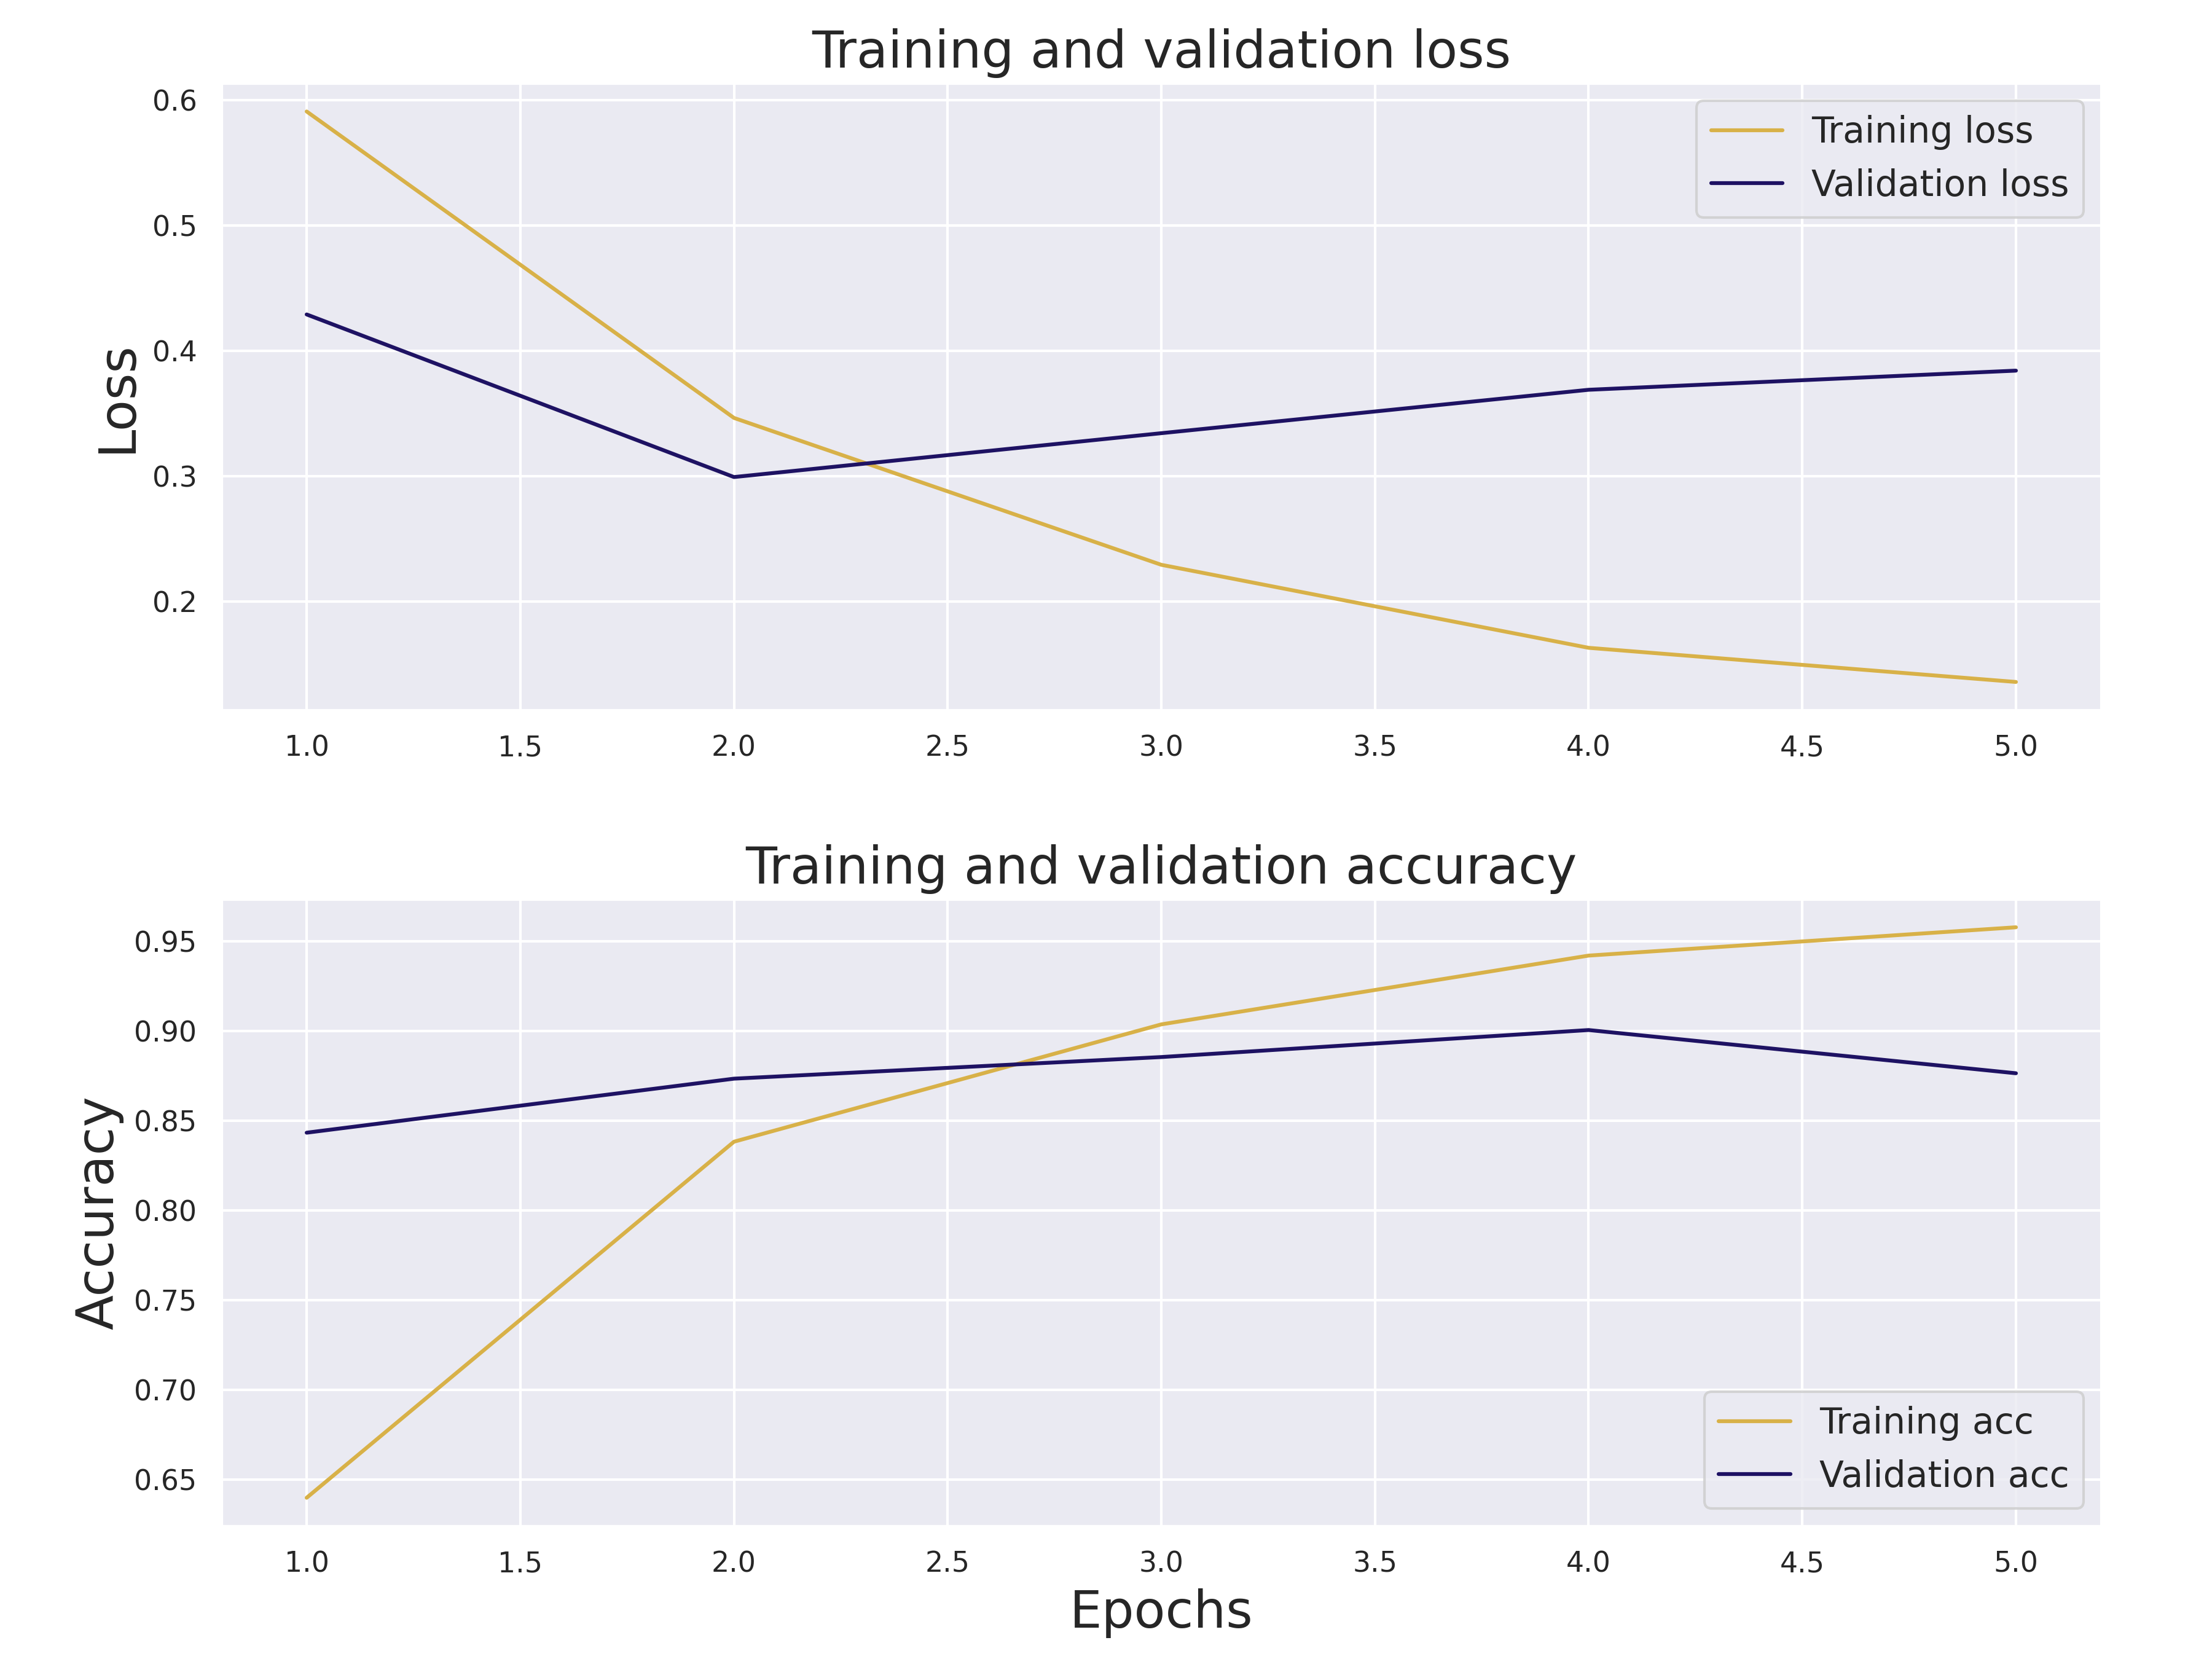 Training and validation loss
0.6
0.5
0.4
0.3
0.2
Loss
Training loss
Validation loss
1.0 1.5 2.0 2.5 3.0 3.5 4.0 4.5 5.0
Training and validation accuracy
0.95
0.90
0.85
0.80
0.75
0.70
0.65
Accuracy
Training acc
Validation acc
1.0 1.5 2.0 2.5 3.0 3.5 4.0 4.5 5.0
Epochs